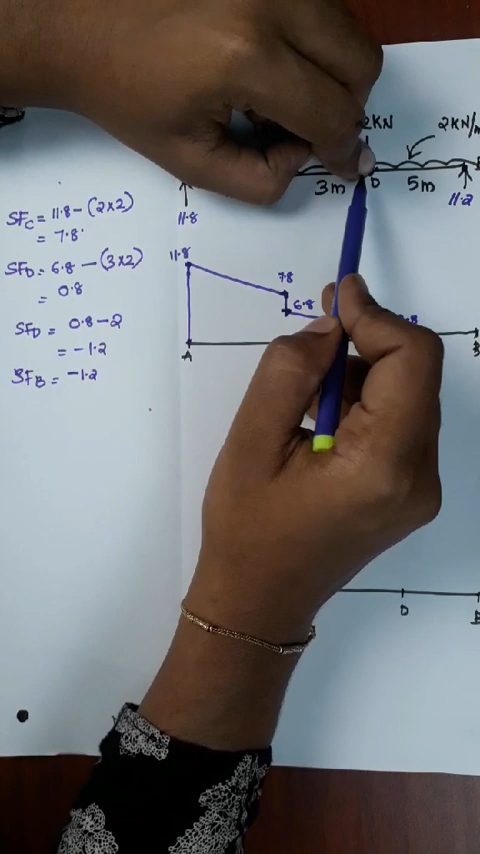 2KN 2KN/m
3m D 5m
11.8 11.2
SFC = 11.8 - (2x2)
= 7.8
SFD = 6.8 - (3x2)
= 0.8
SFD = 0.8-2
= -1.2
SFB = -1.2
11.8
7.8
6.8
A B
D